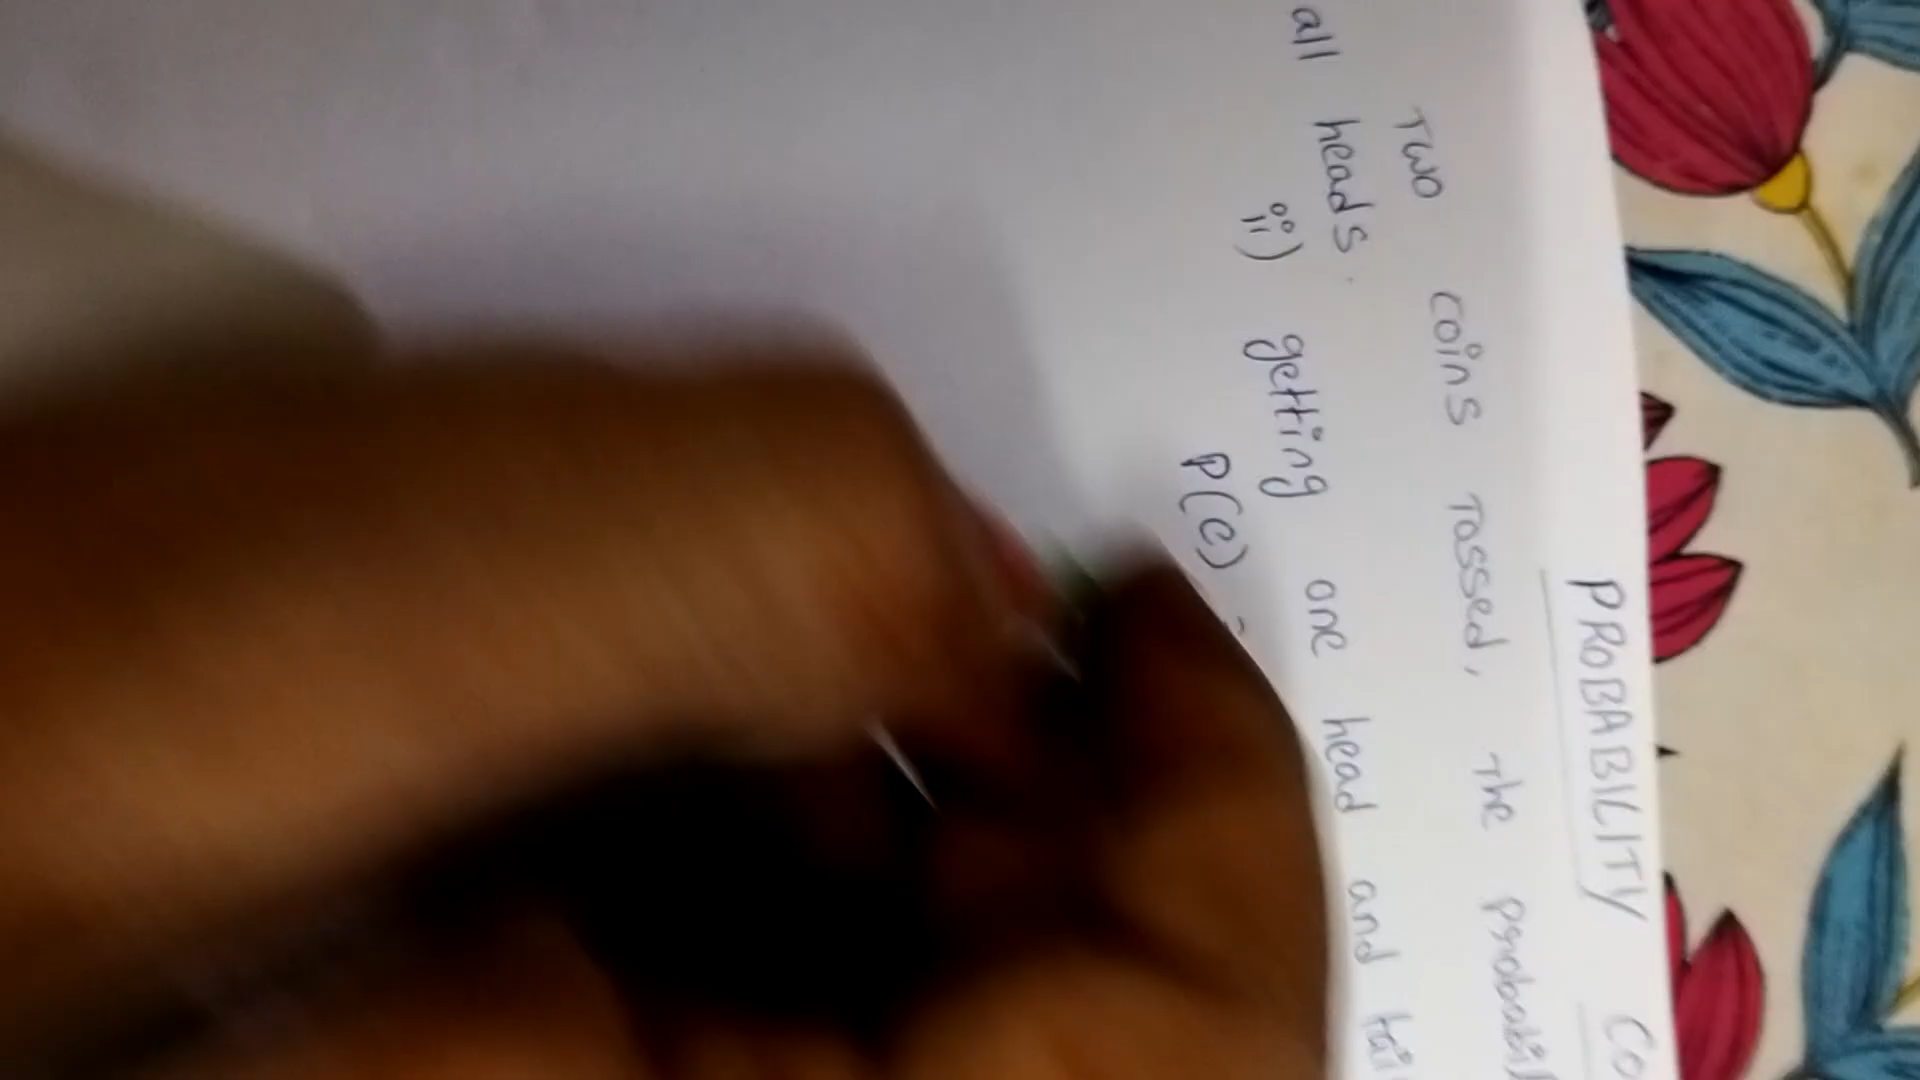 PROBABILITY
Two coins Tossed, The
all heads.
ii) getting one head and
P(e) =